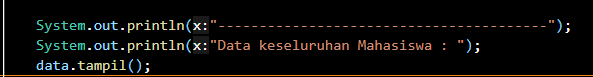 System.out.println(x:"---------------------------------------");
System.out.println(x:"Data keseluruhan Mahasiswa : ");
data.tampil();